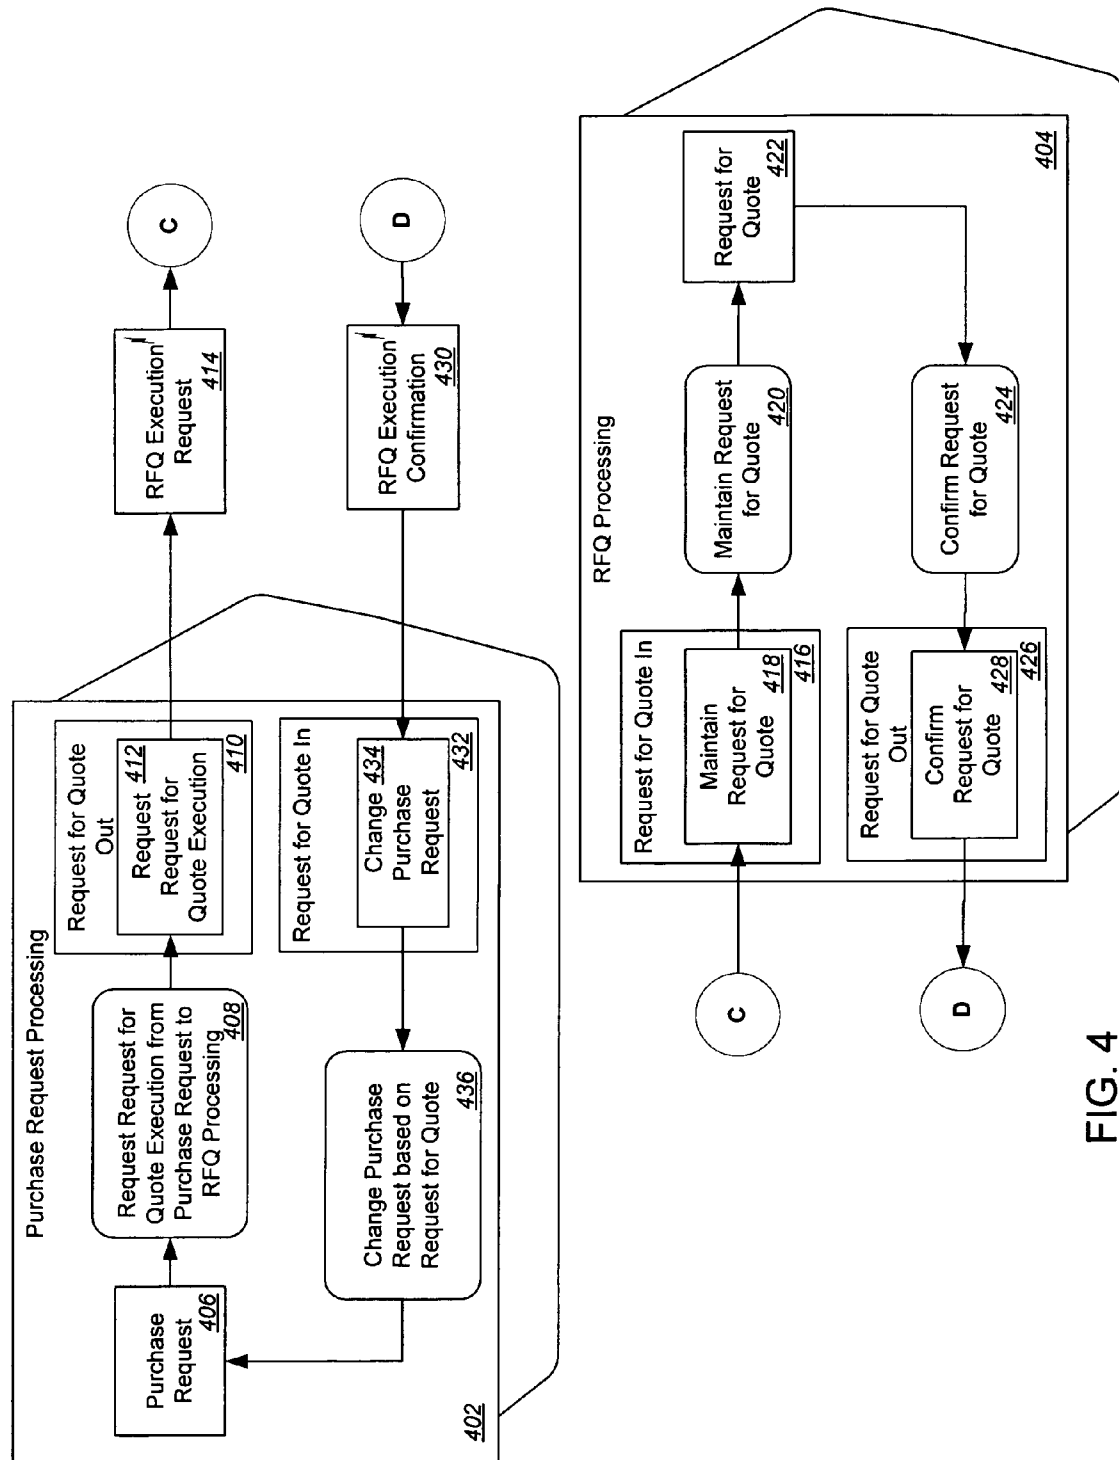 Purchase Request Processing
Purchase
Request
406
Request Request for
Quote Execution from
Purchase Request to
RFQ Processing
408
Request for Quote
Out
Request 412
Request for
Quote Execution
410
RFQ Execution
Request
414
C
Request for Quote In
Change 434
Purchase
Request
432
RFQ Execution
Confirmation
430
D
Change Purchase
Request based on
Request for Quote
436
402
RFQ Processing
C
Request for Quote In
Maintain
Request for
Quote 418
416
Maintain Request
for Quote
420
Request for
Quote
422
D
Request for Quote
Out
Confirm
Request for
Quote 428
426
Confirm Request
for Quote
424
404
FIG. 4